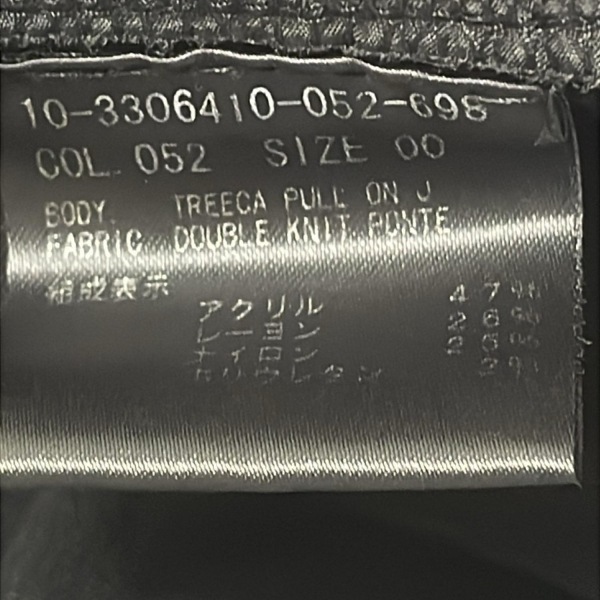 10-3306410-052-698
COL. 052 SIZE 00
BODY. TREECA PULL ON J
FABRIC DOUBLE KNIT PONTE
組成表示
アクリル 47%
レーヨン 26%
ナイロン
ポリウレタン